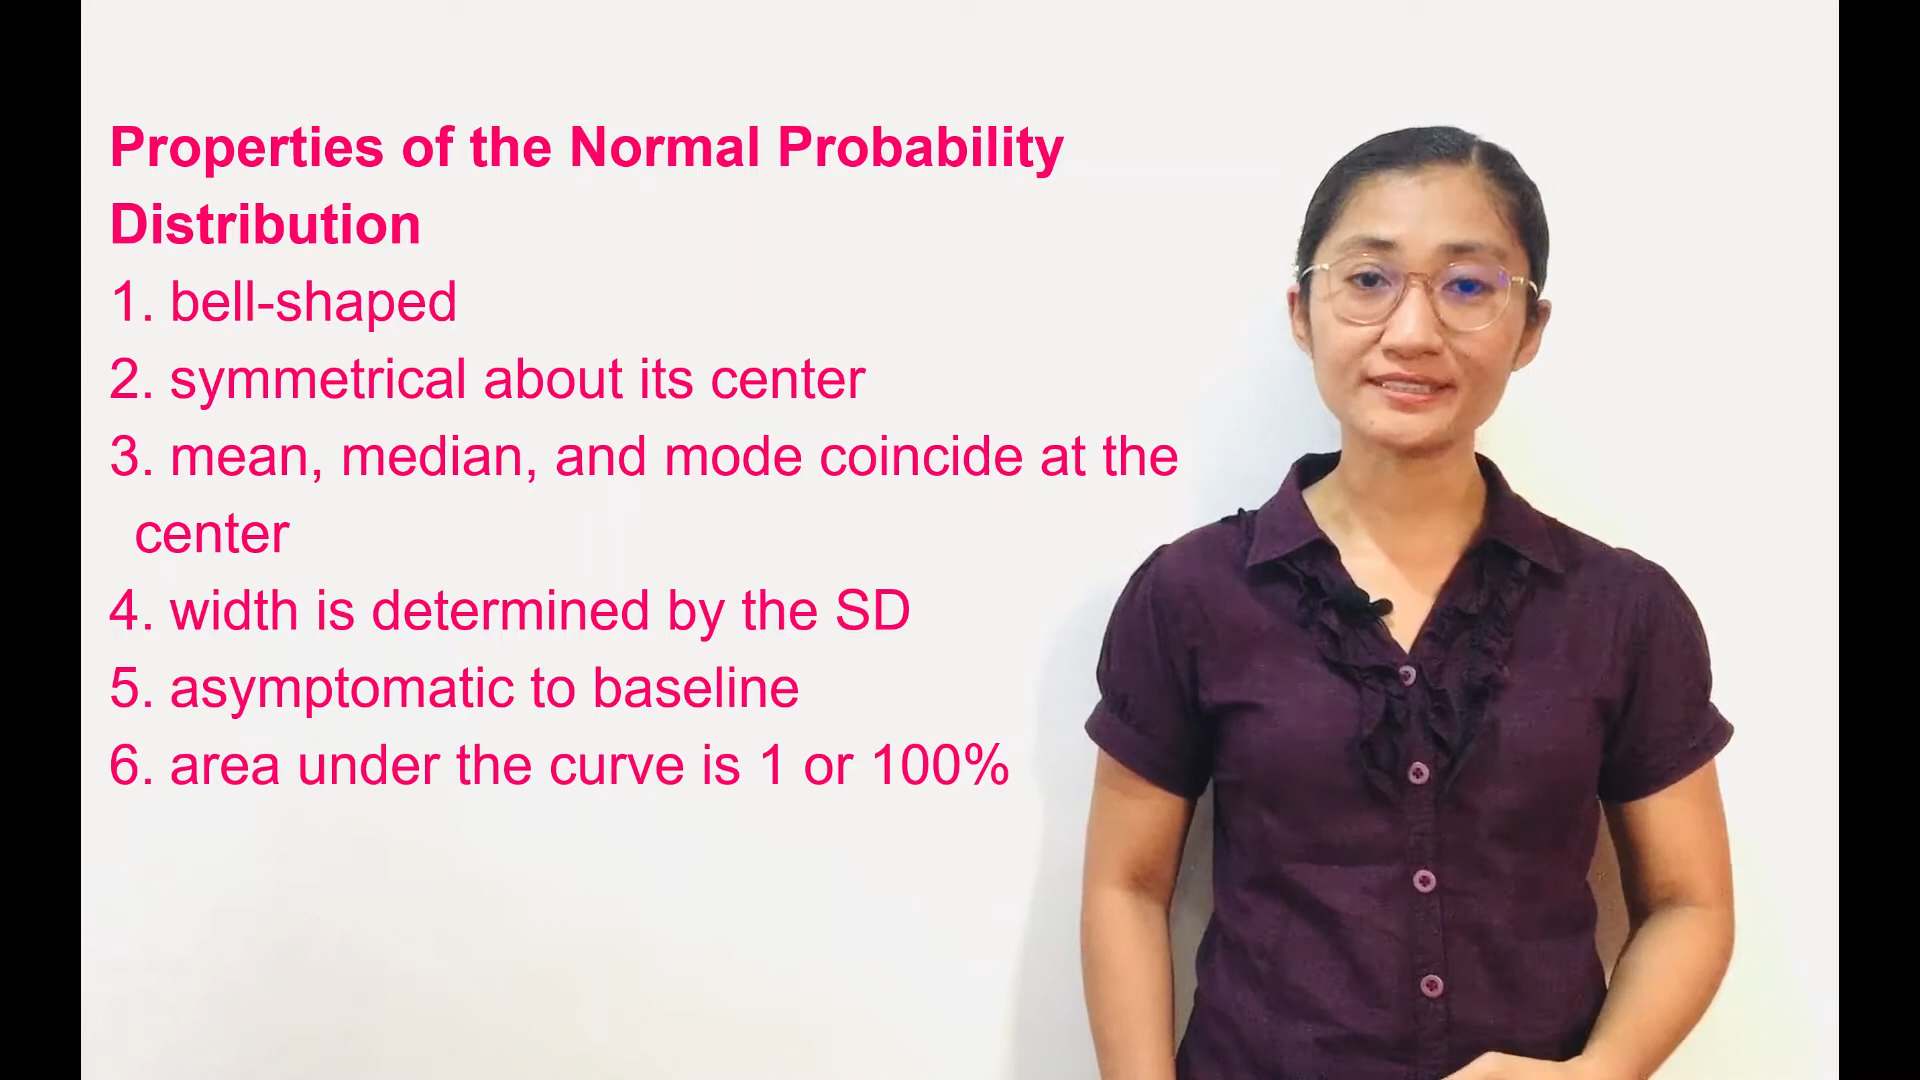 Properties of the Normal Probability
Distribution
1. bell-shaped
2. symmetrical about its center
3. mean, median, and mode coincide at the
center
4. width is determined by the SD
5. asymptomatic to baseline
6. area under the curve is 1 or 100%